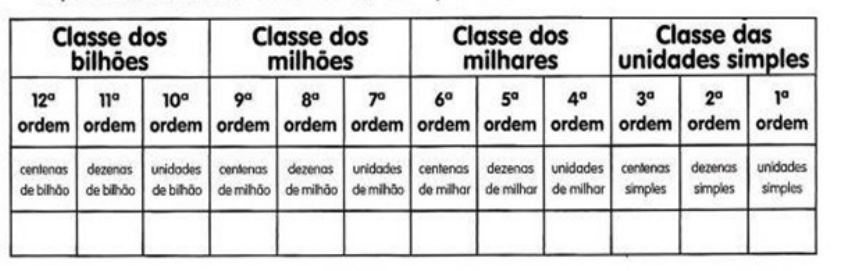 Classe dos bilhões Classe dos milhões Classe dos milhares Classe das unidades simples
12ª ordem 11ª ordem 10ª ordem 9ª ordem 8ª ordem 7ª ordem 6ª ordem 5ª ordem 4ª ordem 3ª ordem 2ª ordem 1ª ordem
centenas de bilhão dezenas de bilhão unidades de bilhão centenas de milhão dezenas de milhão unidades de milhão centenas de milhar dezenas de milhar unidades de milhar centenas simples dezenas simples unidades simples